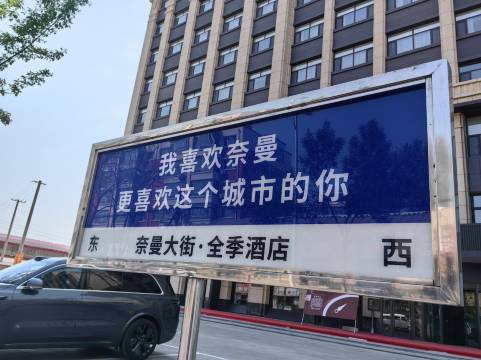 我喜欢奈曼
更喜欢这个城市的你
东 奈曼大街·全季酒店 西